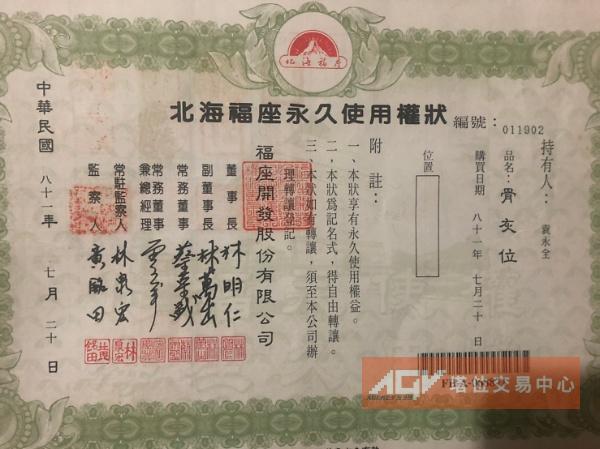 北海福座
北海福座永久使用權狀
編號：011902
持有人：袁永全
品名：骨灰位
購買日期 八十一年七月二十日
位置
附註：
一、本狀享有永久使用權益。
二、本狀為記名式，得自由轉讓。
三、本狀如有轉讓，須至本公司辦
理轉讓登記。
福座開發股份有限公司
董事長 林明仁
副董事長
常務董事
常務董事
兼總經理
常駐監察人 林泉宏
監察人
中華民國 八十一年 七月 二十日
AGV 塔位交易中心